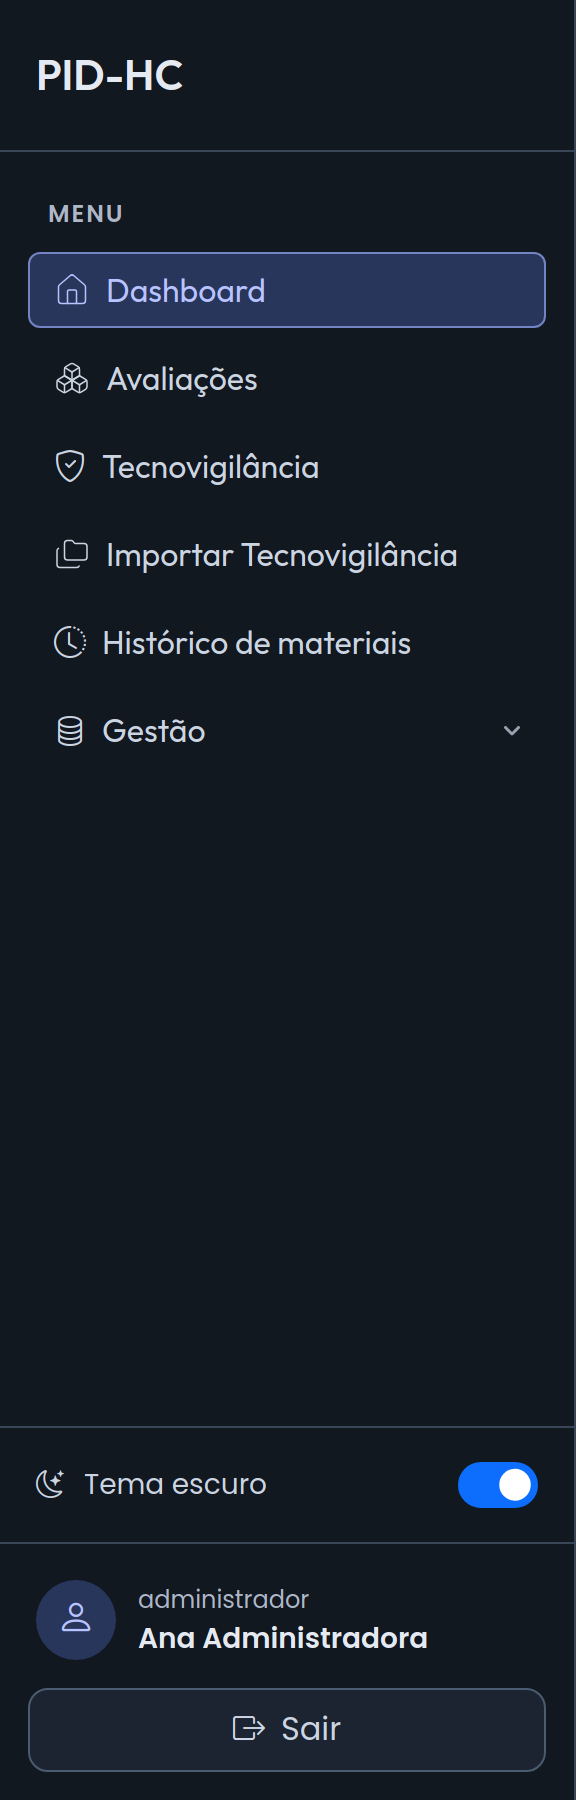 PID-HC
MENU
Dashboard
Avaliações
Tecnovigilância
Importar Tecnovigilância
Histórico de materiais
Gestão
Tema escuro
administrador
Ana Administradora
Sair